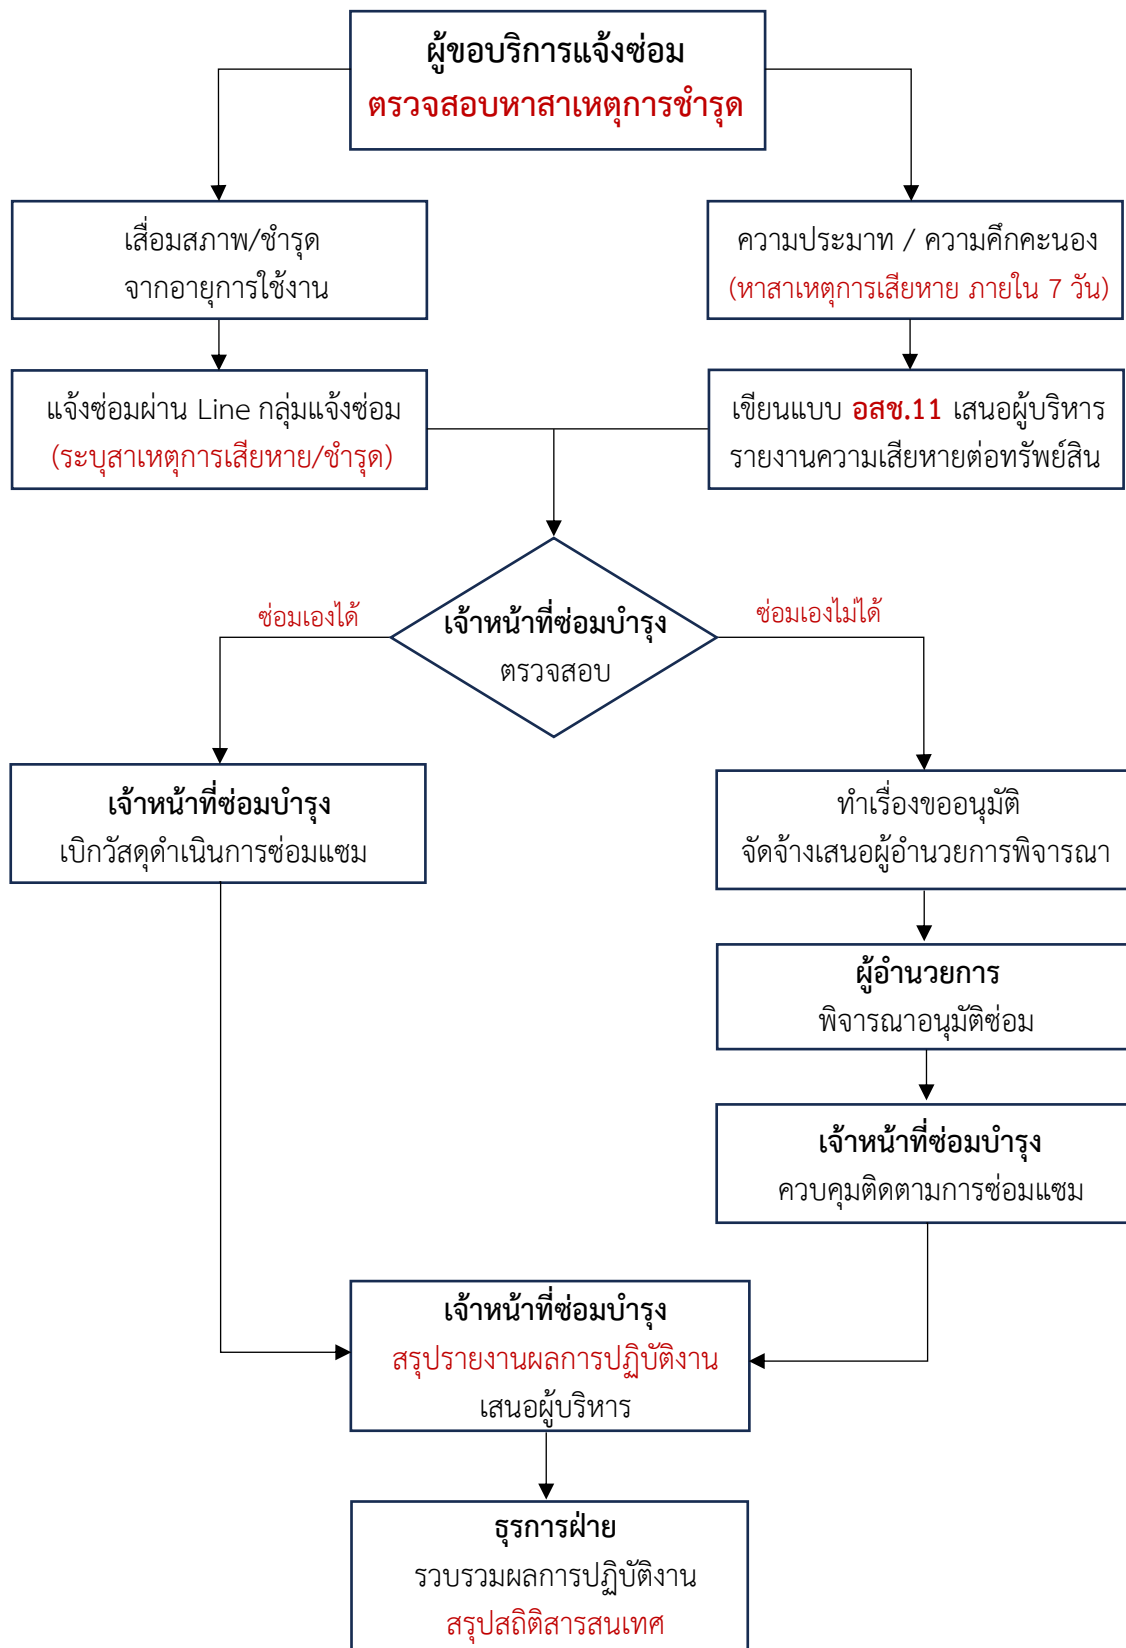 ผู้ขอบริการแจ้งซ่อม
ตรวจสอบหาสาเหตุการชำรุด
เสื่อมสภาพ/ชำรุด
จากอายุการใช้งาน
ความประมาท / ความคึกคะนอง
(หาสาเหตุการเสียหาย ภายใน 7 วัน)
แจ้งซ่อมผ่าน Line กลุ่มแจ้งซ่อม
(ระบุสาเหตุการเสียหาย/ชำรุด)
เขียนแบบ อสช.11 เสนอผู้บริหาร
รายงานความเสียหายต่อทรัพย์สิน
ซ่อมเองได้
ซ่อมเองไม่ได้
เจ้าหน้าที่ซ่อมบำรุง
ตรวจสอบ
เจ้าหน้าที่ซ่อมบำรุง
เบิกวัสดุดำเนินการซ่อมแซม
ทำเรื่องขออนุมัติ
จัดจ้างเสนอผู้อำนวยการพิจารณา
ผู้อำนวยการ
พิจารณาอนุมัติซ่อม
เจ้าหน้าที่ซ่อมบำรุง
ควบคุมติดตามการซ่อมแซม
เจ้าหน้าที่ซ่อมบำรุง
สรุปรายงานผลการปฏิบัติงาน
เสนอผู้บริหาร
ธุรการฝ่าย
รวบรวมผลการปฏิบัติงาน
สรุปสถิติสารสนเทศ